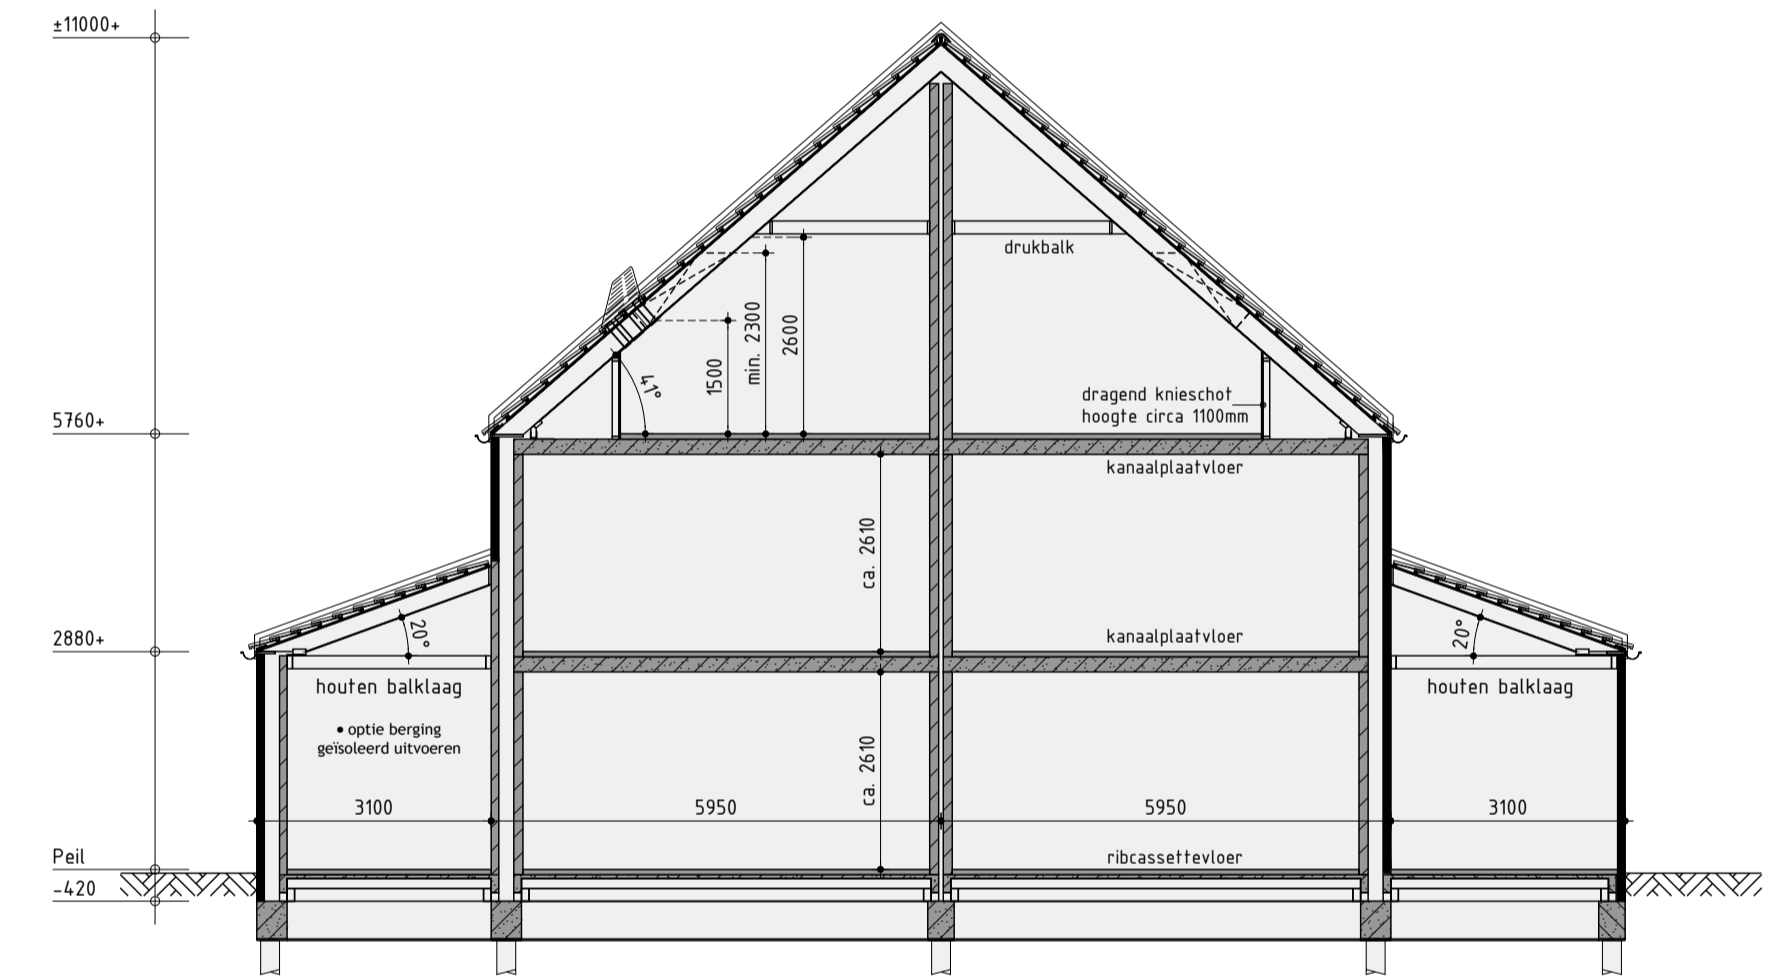 ±11000+
drukbalk
min. 2300
2600
1500
41°
dragend knieschot
hoogte circa 1100mm
5760+
kanaalplaatvloer
ca. 2610
20°
2880+
kanaalplaatvloer
20°
houten balklaag
houten balklaag
• optie berging
geïsoleerd uitvoeren
ca. 2610
3100
5950
5950
3100
Peil
ribcassettevloer
-420